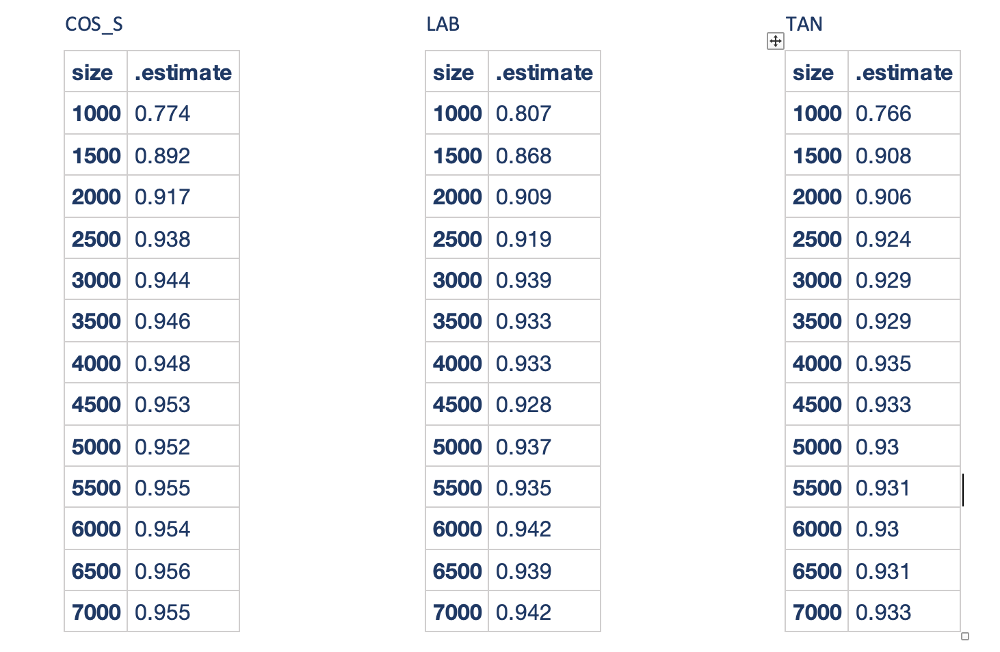 COS_S LAB TAN
size .estimate size .estimate size .estimate
1000 0.774 1000 0.807 1000 0.766
1500 0.892 1500 0.868 1500 0.908
2000 0.917 2000 0.909 2000 0.906
2500 0.938 2500 0.919 2500 0.924
3000 0.944 3000 0.939 3000 0.929
3500 0.946 3500 0.933 3500 0.929
4000 0.948 4000 0.933 4000 0.935
4500 0.953 4500 0.928 4500 0.933
5000 0.952 5000 0.937 5000 0.93
5500 0.955 5500 0.935 5500 0.931
6000 0.954 6000 0.942 6000 0.93
6500 0.956 6500 0.939 6500 0.931
7000 0.955 7000 0.942 7000 0.933